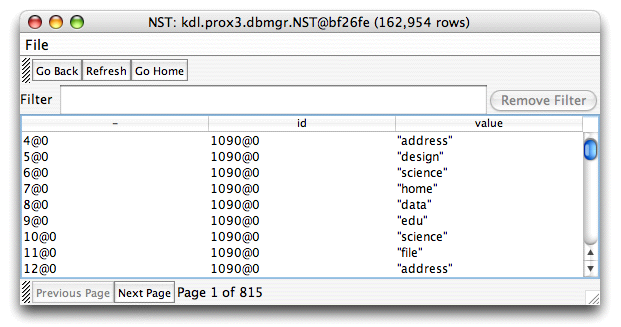 NST: kdl.prox3.dbmgr.NST@bf26fe (162,954 rows)
File
Go Back Refresh Go Home
Filter Remove Filter
– id value
4@0 1090@0 "address"
5@0 1090@0 "design"
6@0 1090@0 "science"
7@0 1090@0 "home"
8@0 1090@0 "data"
9@0 1090@0 "edu"
10@0 1090@0 "science"
11@0 1090@0 "file"
12@0 1090@0 "address"
Previous Page Next Page Page 1 of 815